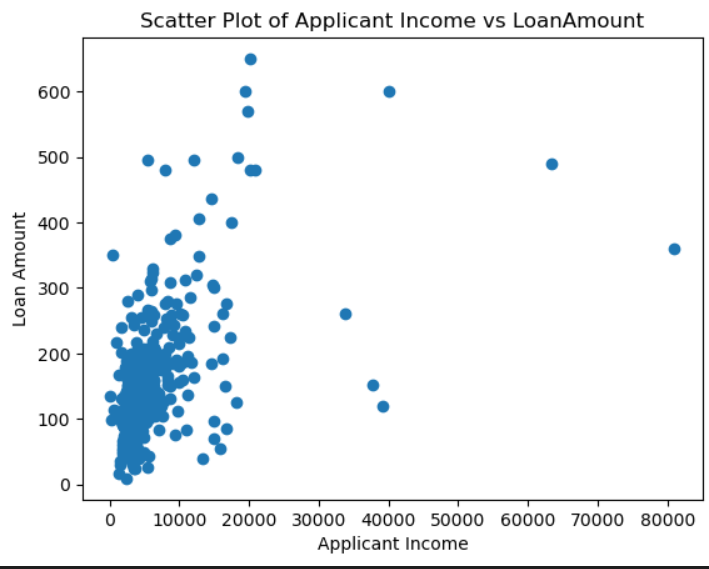 Scatter Plot of Applicant Income vs LoanAmount
600
500
400
300
200
100
0
Loan Amount
0 10000 20000 30000 40000 50000 60000 70000 80000
Applicant Income